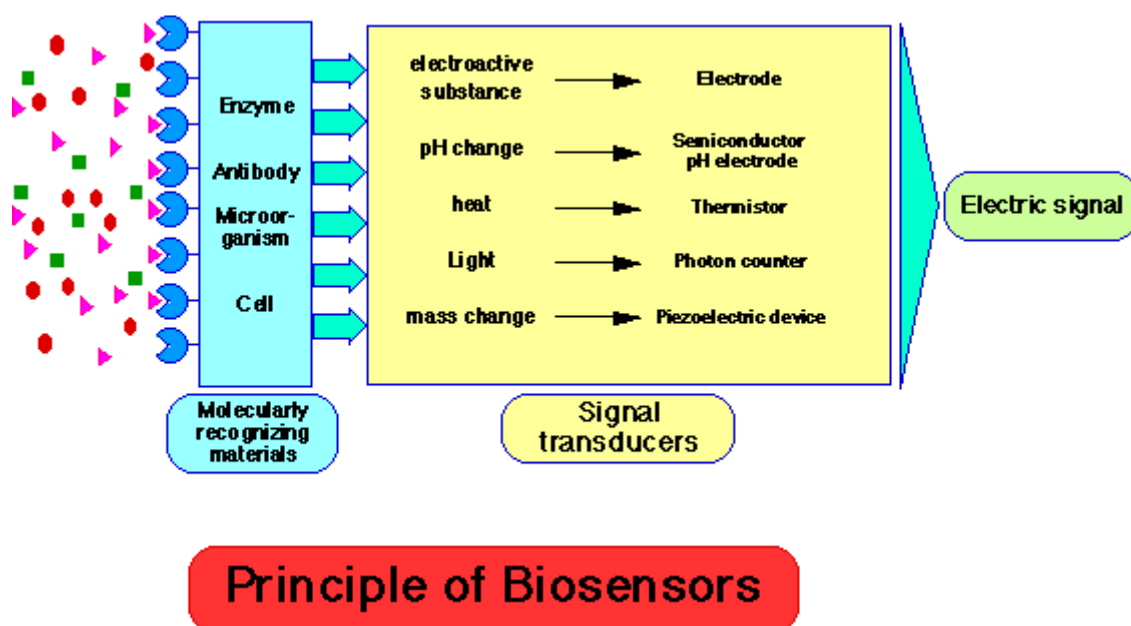 Enzyme
Antibody
Microor-
ganism
Cell
Molecularly
recognizing
materials
electroactive
substance
Electrode
pH change
Semiconductor
pH electrode
heat
Thermistor
Light
Photon counter
mass change
Piezoelectric device
Signal
transducers
Electric signal
Principle of Biosensors